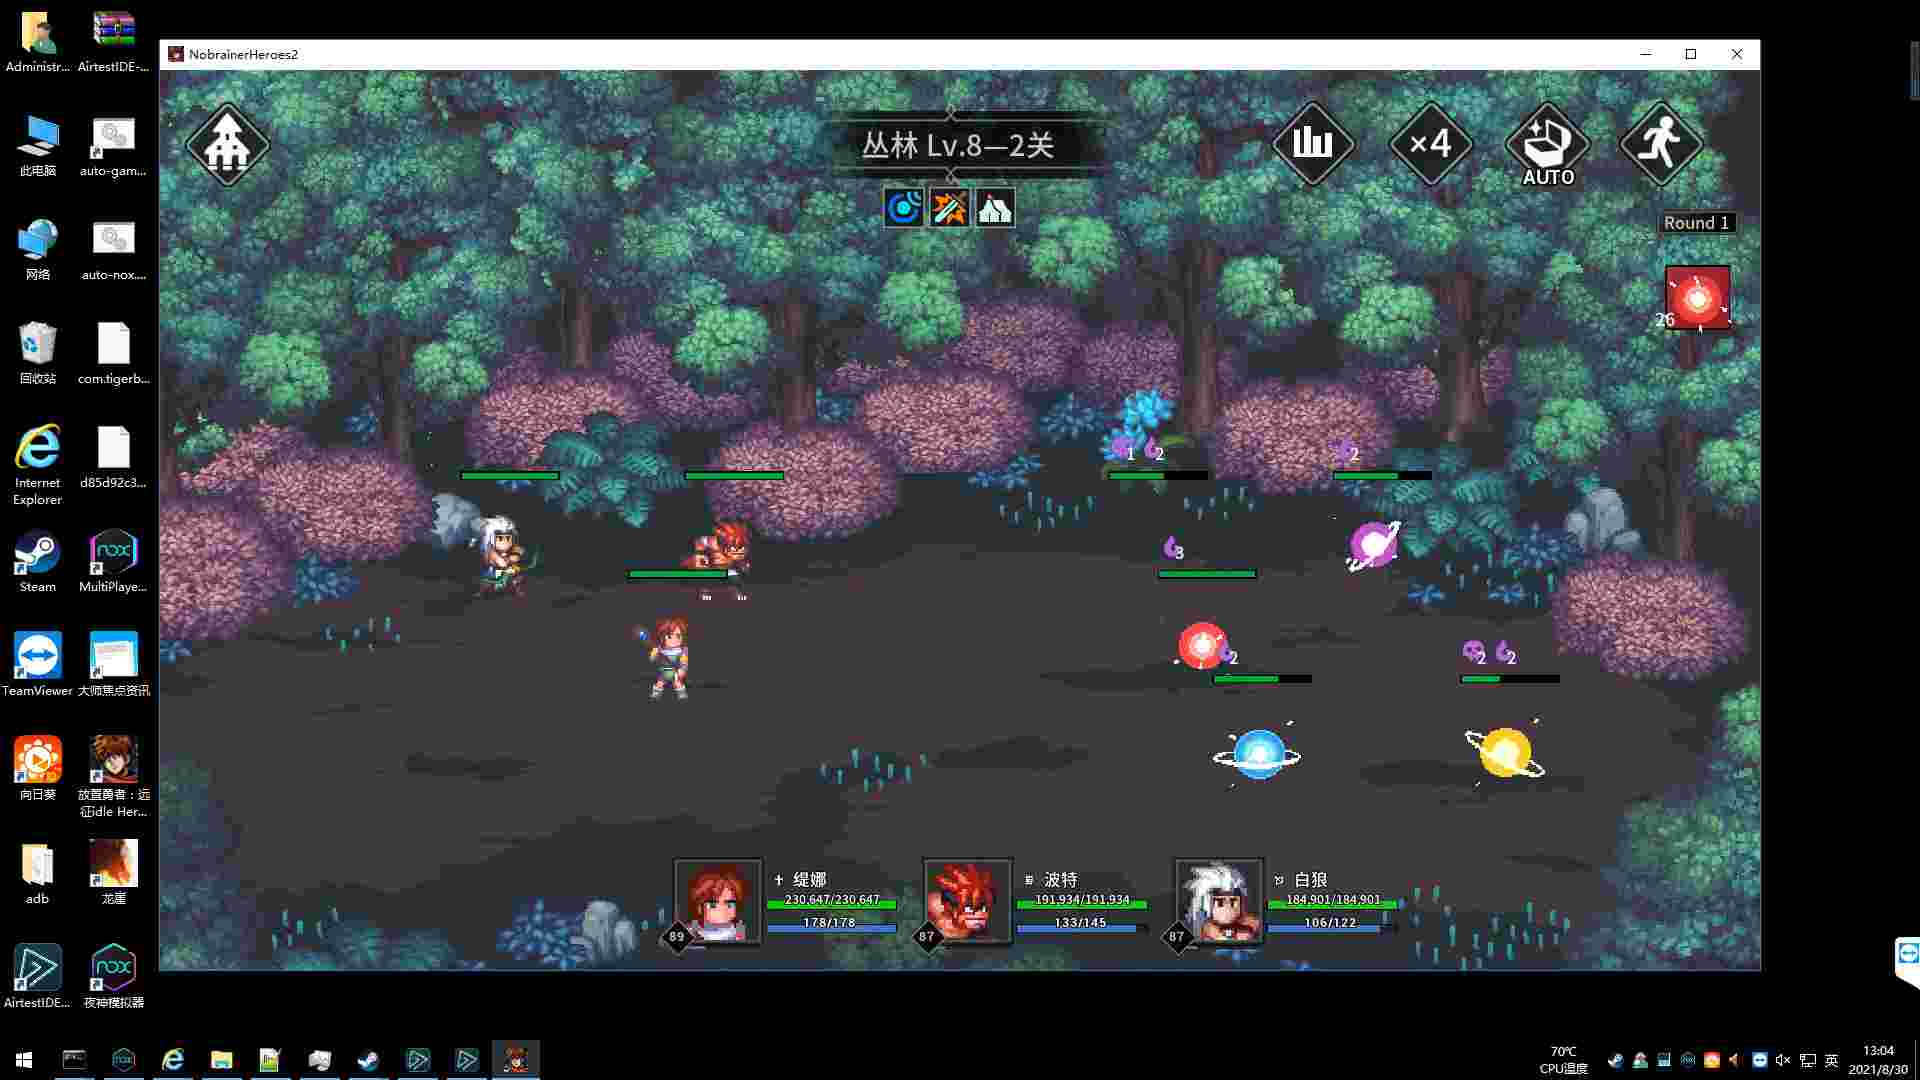 NobrainerHeroes2
丛林 Lv.8—2关
×4
AUTO
Round 1
26
1
2
2
3
2
2
2
缇娜
230,647/230,647
178/178
89
波特
191,934/191,934
133/145
87
白狼
184,901/184,901
106/122
87
Administr...
AirtestIDE-...
此电脑
auto-gam...
网络
auto-nox....
回收站
com.tigerb...
Internet
Explorer
d85d92c3...
Steam
nox
MultiPlaye...
TeamViewer
大师焦点资讯
向日葵
放置勇者：远
征idle Her...
adb
龙崖
AirtestIDE...
nox
夜神模拟器
70℃
CPU温度
英
13:04
2021/8/30